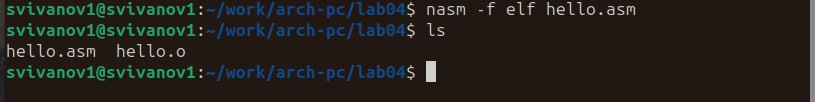 svivanov1@svivanov1:~/work/arch-pc/lab04$ nasm -f elf hello.asm
svivanov1@svivanov1:~/work/arch-pc/lab04$ ls
hello.asm  hello.o
svivanov1@svivanov1:~/work/arch-pc/lab04$